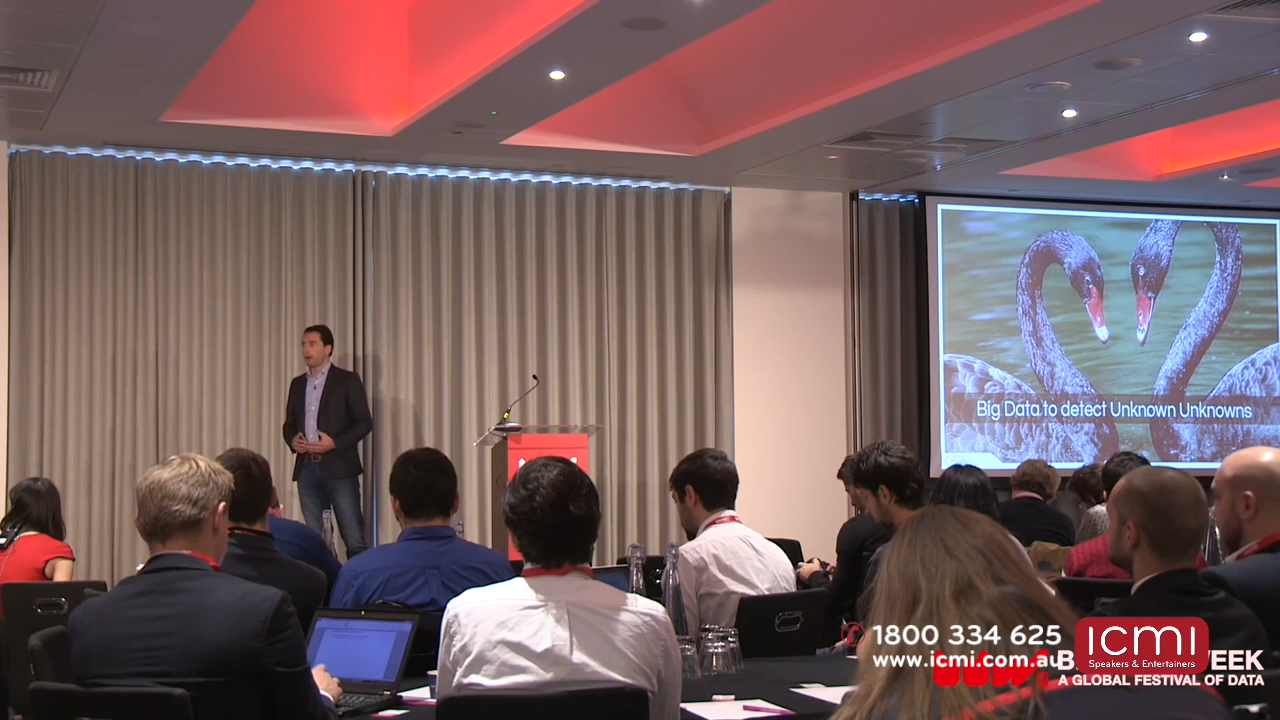 Big Data to detect Unknown Unknowns
1800 334 625
www.icmi.com.au
icmi
Speakers & Entertainers
WEEK
A GLOBAL FESTIVAL OF DATA